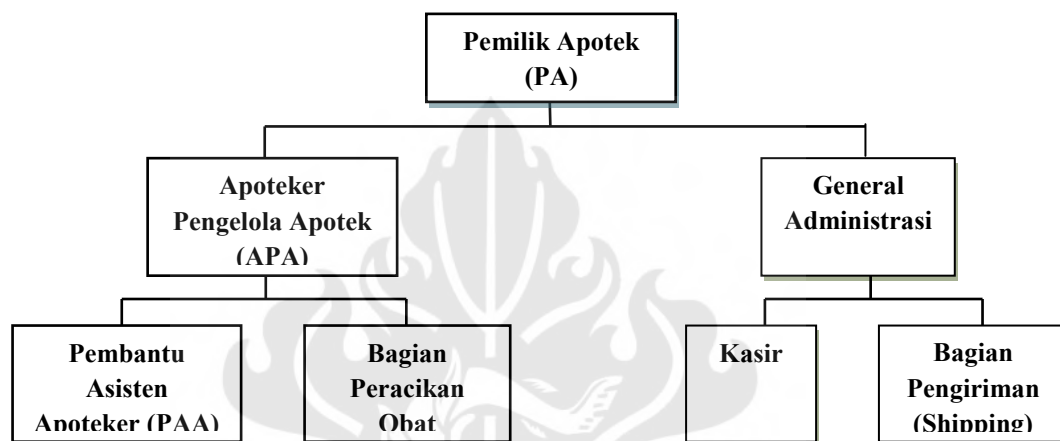 Pemilik Apotek
(PA)
Apoteker
Pengelola Apotek
(APA)
General
Administrasi
Pembantu
Asisten
Apoteker (PAA)
Bagian
Peracikan
Obat
Kasir
Bagian
Pengiriman
(Shipping)